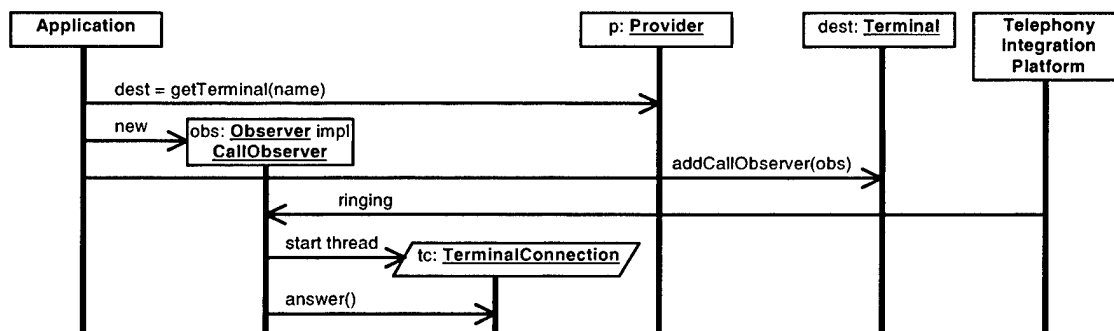 Application
p: Provider
dest: Terminal
Telephony
Integration
Platform
dest = getTerminal(name)
new
obs: Observer impl
CallObserver
addCallObserver(obs)
ringing
start thread
tc: TerminalConnection
answer()